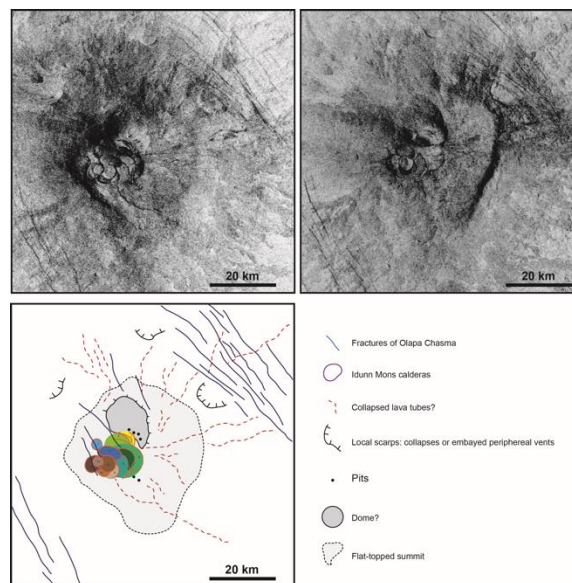 20 km
20 km
20 km
Fractures of Olapa Chasma
Idunn Mons calderas
Collapsed lava tubes?
Local scarps: collapses or embayed peripheral vents
Pits
Dome?
Flat-topped summit